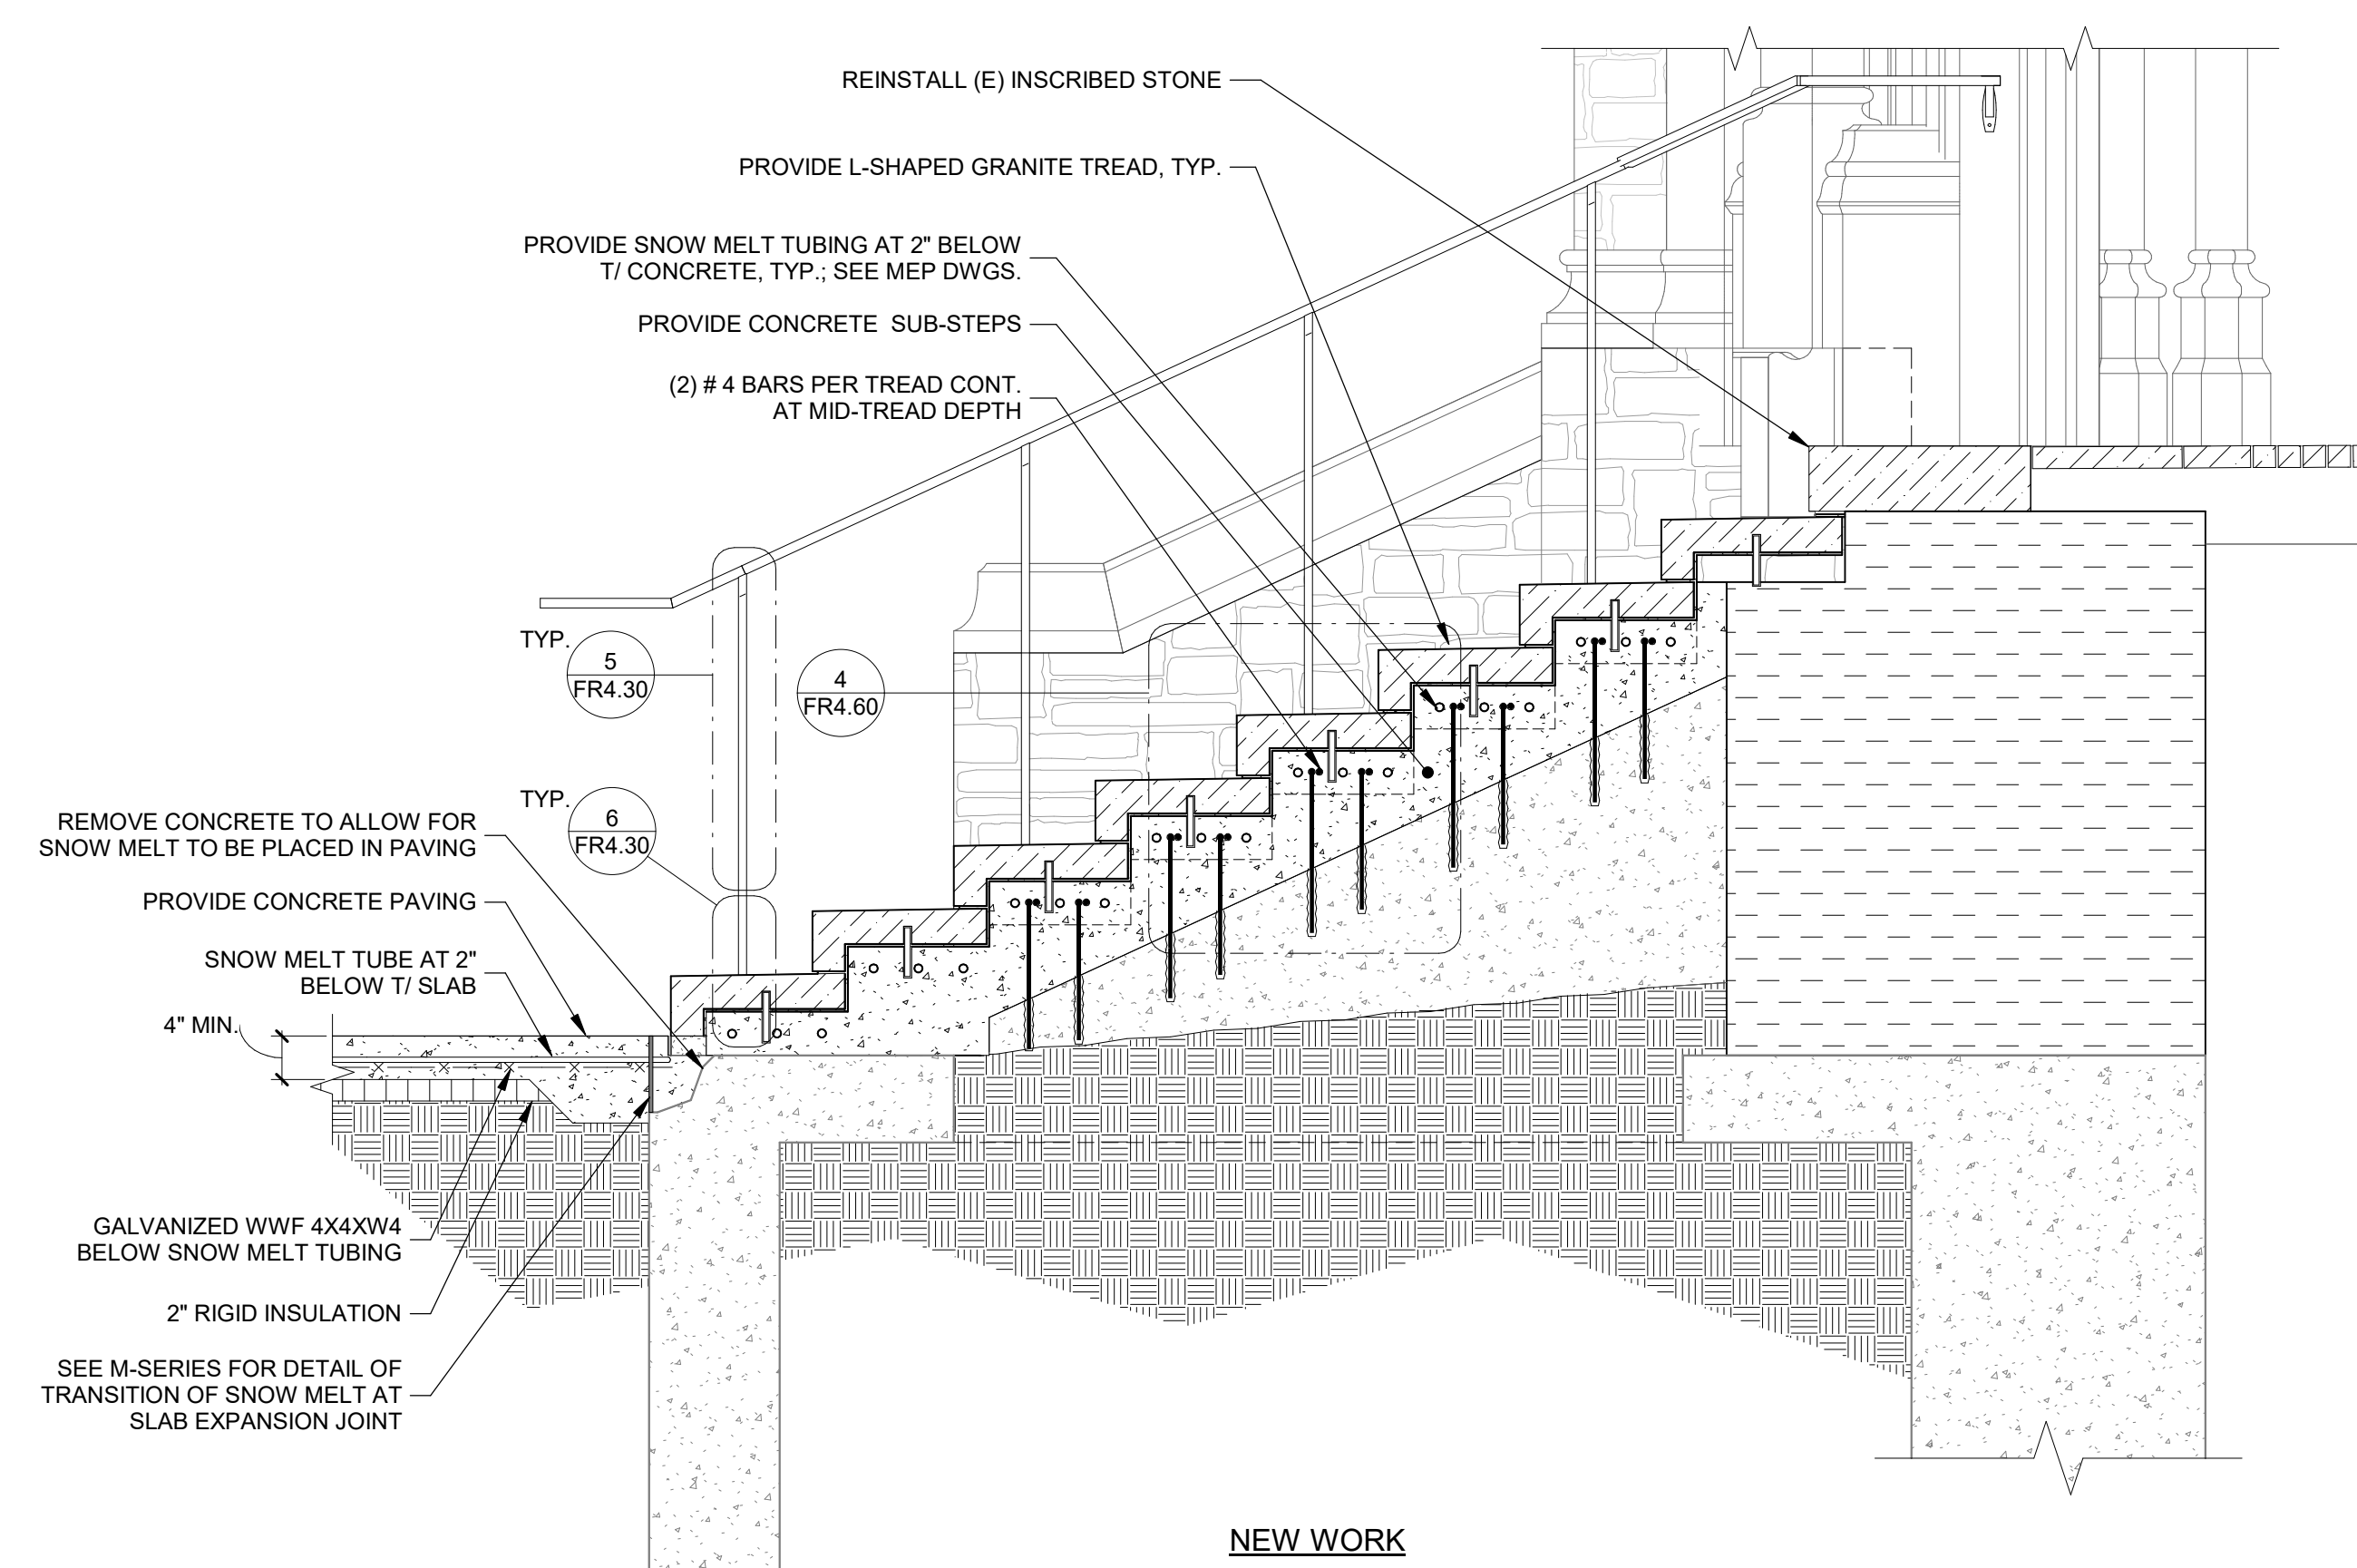 REINSTALL (E) INSCRIBED STONE
PROVIDE L-SHAPED GRANITE TREAD, TYP.
PROVIDE SNOW MELT TUBING AT 2" BELOW
T/ CONCRETE, TYP.; SEE MEP DWGS.
PROVIDE CONCRETE SUB-STEPS
(2) # 4 BARS PER TREAD CONT.
AT MID-TREAD DEPTH
TYP.
5
FR4.30
4
FR4.60
TYP.
6
FR4.30
REMOVE CONCRETE TO ALLOW FOR
SNOW MELT TO BE PLACED IN PAVING
PROVIDE CONCRETE PAVING
SNOW MELT TUBE AT 2"
BELOW T/ SLAB
4" MIN.
GALVANIZED WWF 4X4XW4
BELOW SNOW MELT TUBING
2" RIGID INSULATION
SEE M-SERIES FOR DETAIL OF
TRANSITION OF SNOW MELT AT
SLAB EXPANSION JOINT
NEW WORK